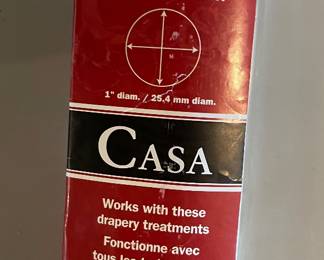 1" diam. / 25,4 mm diam.
CASA
Works with these
drapery treatments
Fonctionne avec